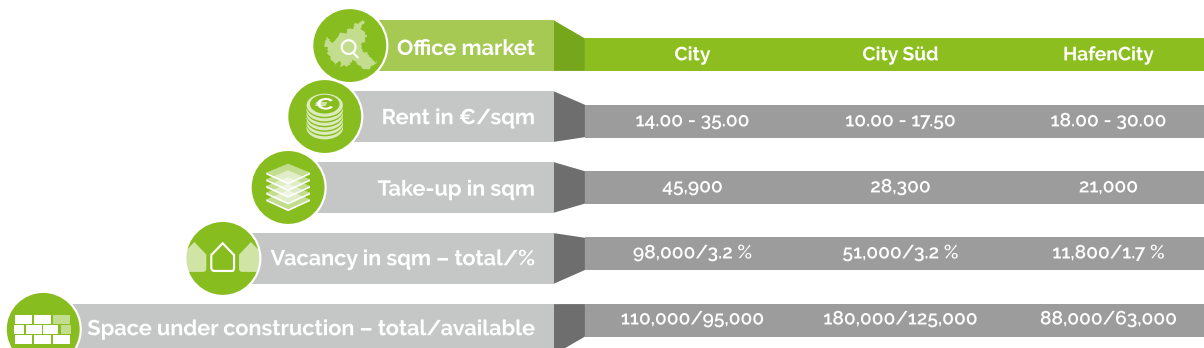 Office market City City Süd HafenCity
Rent in €/sqm 14.00 - 35.00 10.00 - 17.50 18.00 - 30.00
Take-up in sqm 45,900 28,300 21,000
Vacancy in sqm – total/% 98,000/3.2 % 51,000/3.2 % 11,800/1.7 %
Space under construction – total/available 110,000/95,000 180,000/125,000 88,000/63,000